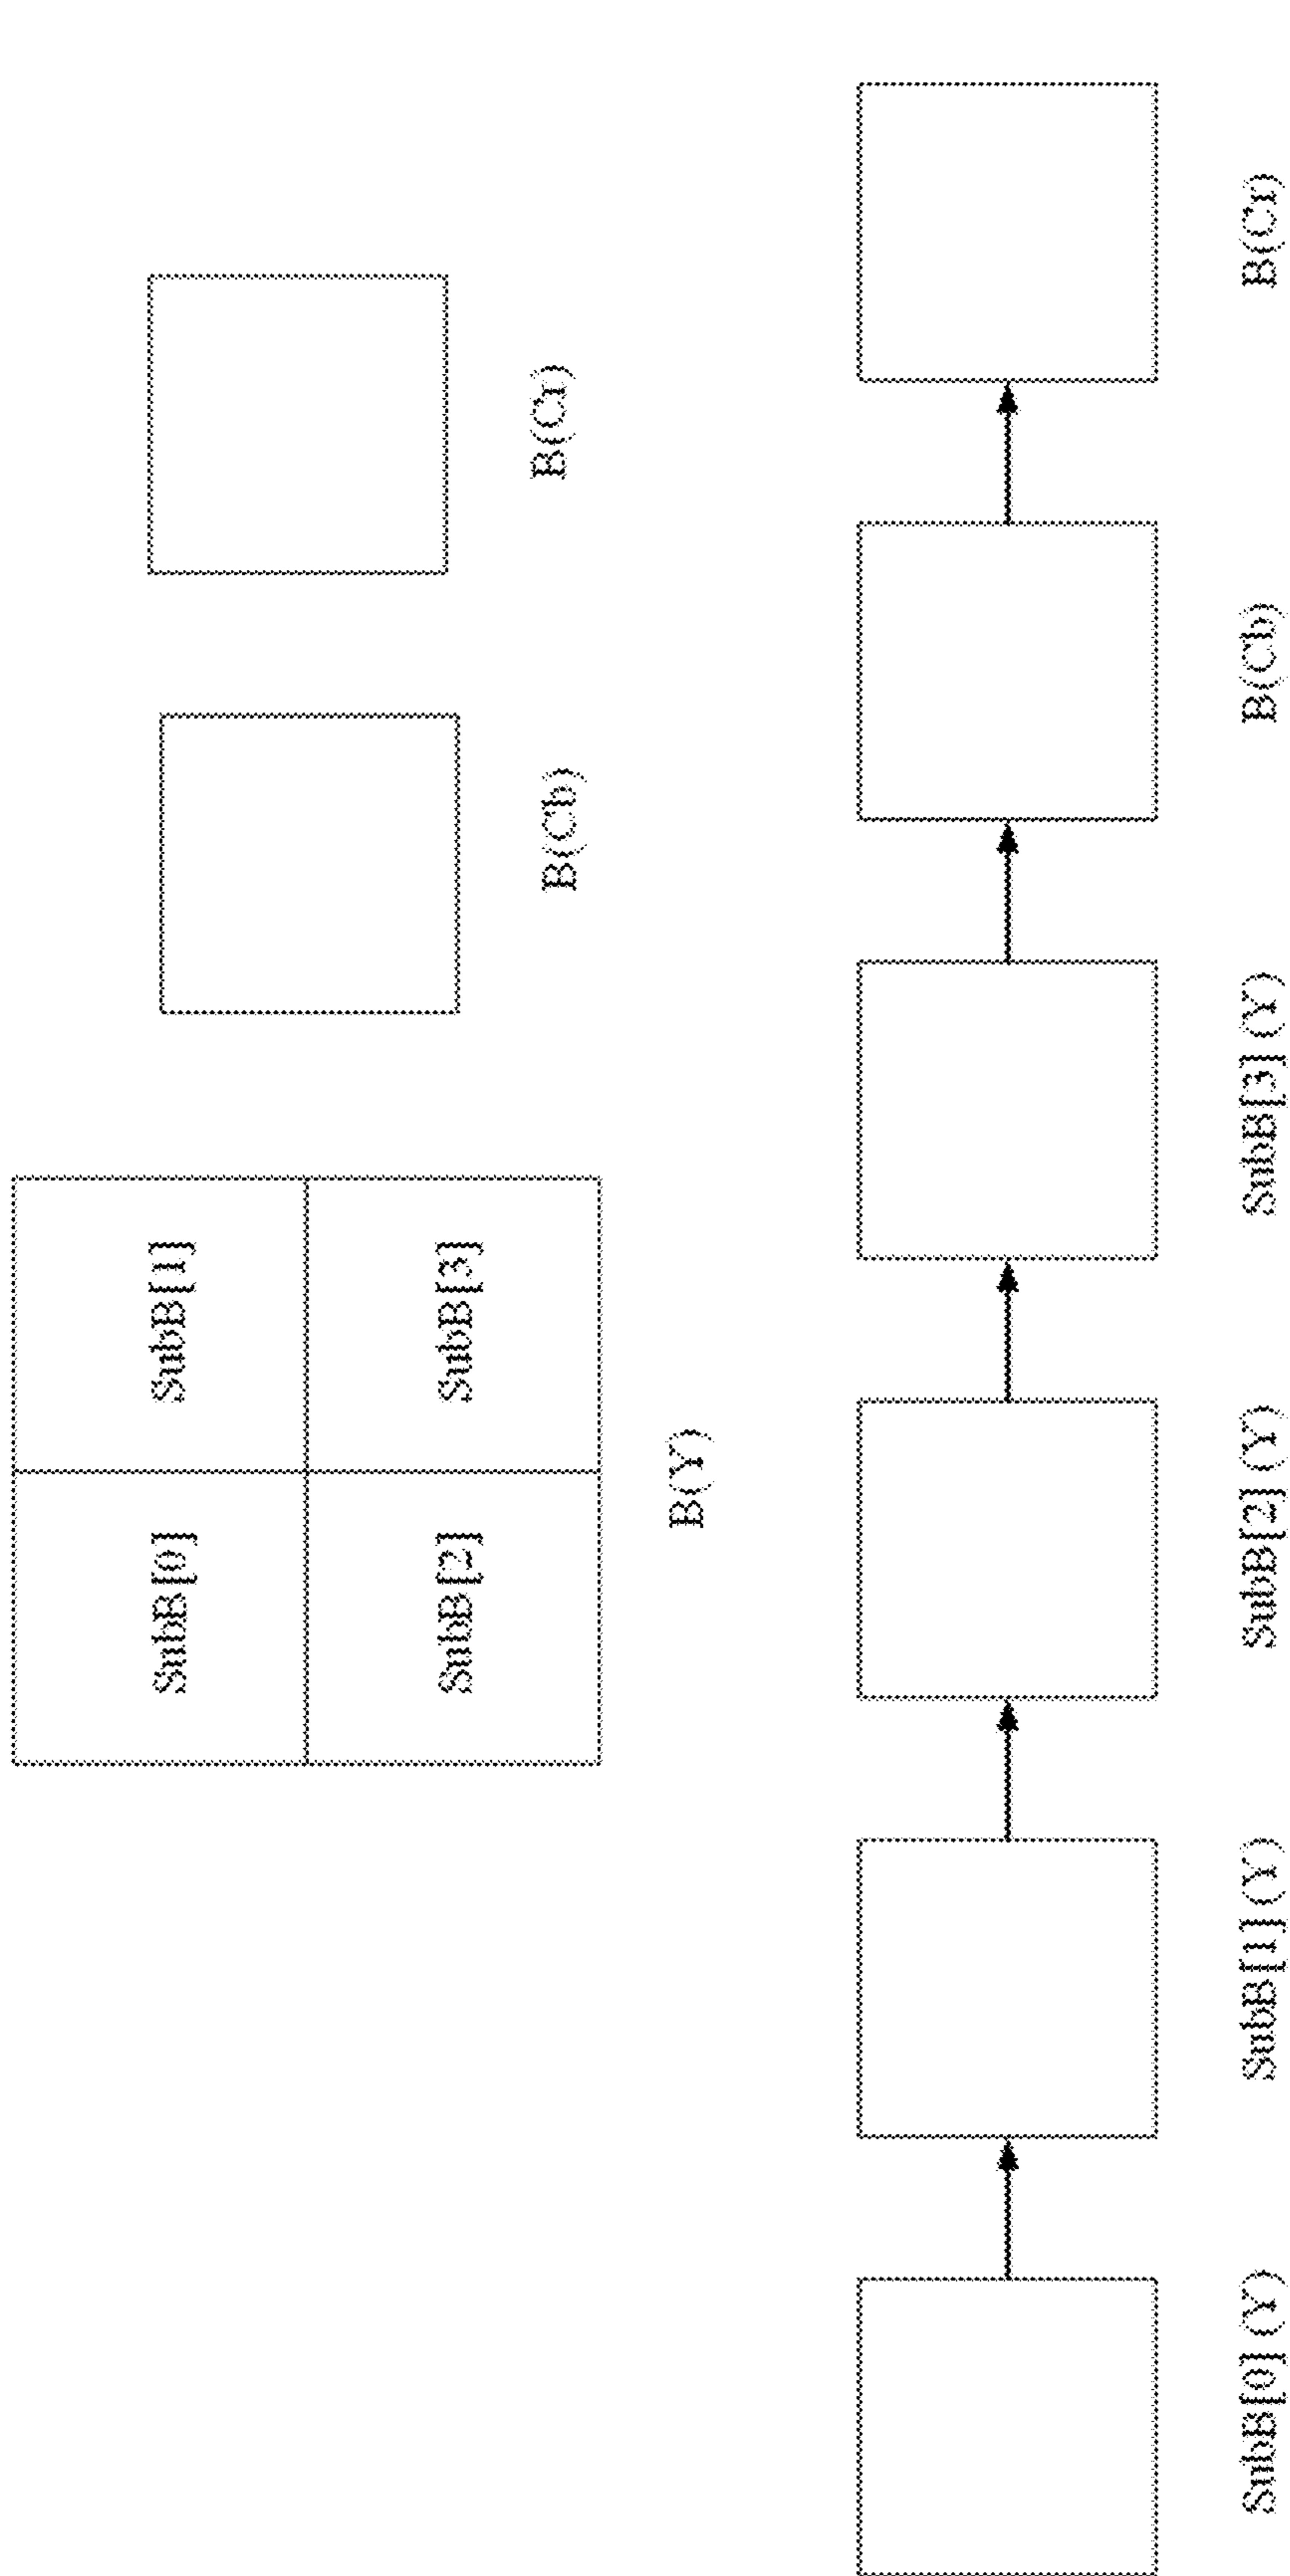 SubB[0] SubB[1]
SubB[2] SubB[3]
B(Y) B(Cb) B(Cr)
SubB[0] (Y) SubB[1] (Y) SubB[2] (Y) SubB[3] (Y) B(Cb) B(Cr)